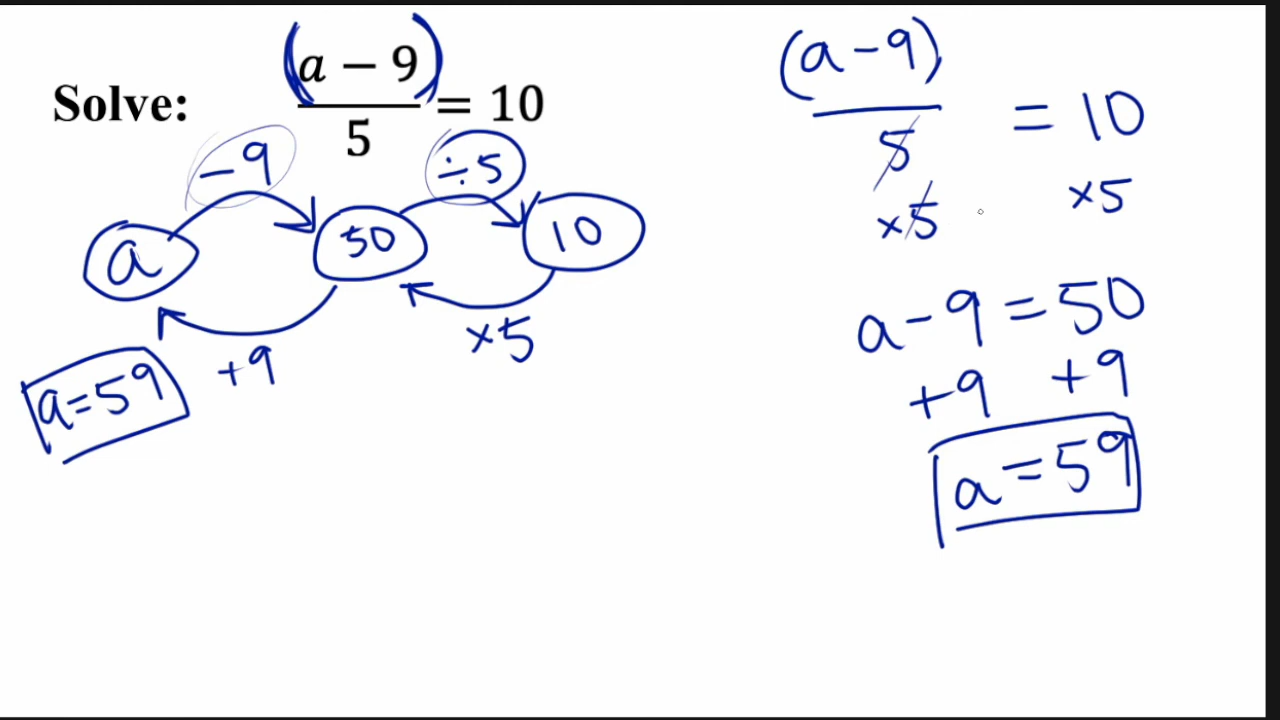 Solve: (a − 9)/5 = 10
−9 ÷5
a 50 10
+9 ×5
a=59
(a−9)/5 = 10
×5 ×5
a−9=50
+9 +9
a=59